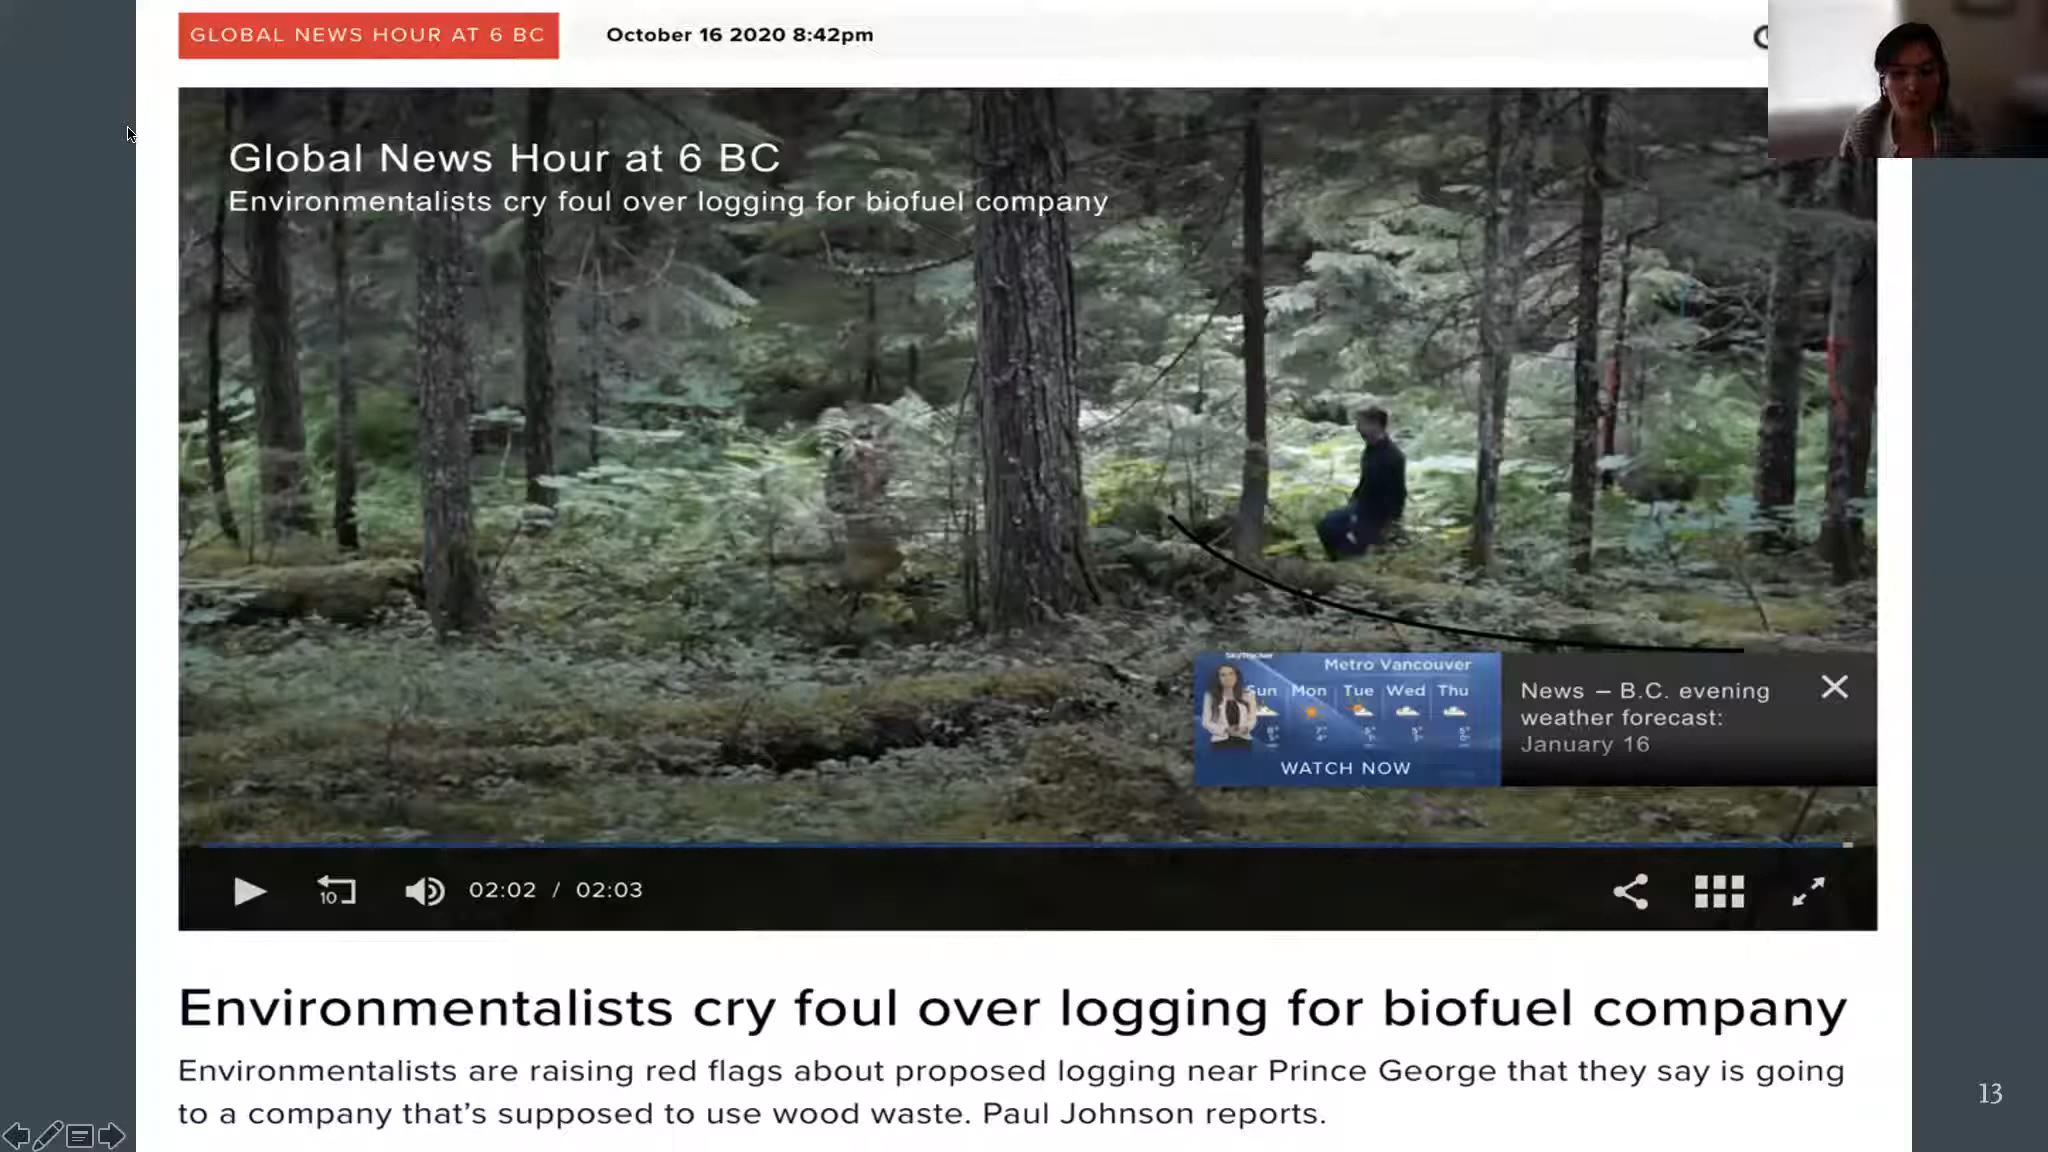 GLOBAL NEWS HOUR AT 6 BC
October 16 2020 8:42pm
Global News Hour at 6 BC
Environmentalists cry foul over logging for biofuel company
SkyTracker
Metro Vancouver
Sun Mon Tue Wed Thu
WATCH NOW
News – B.C. evening
weather forecast:
January 16
10
02:02 / 02:03
Environmentalists cry foul over logging for biofuel company
Environmentalists are raising red flags about proposed logging near Prince George that they say is going
to a company that's supposed to use wood waste. Paul Johnson reports.
13